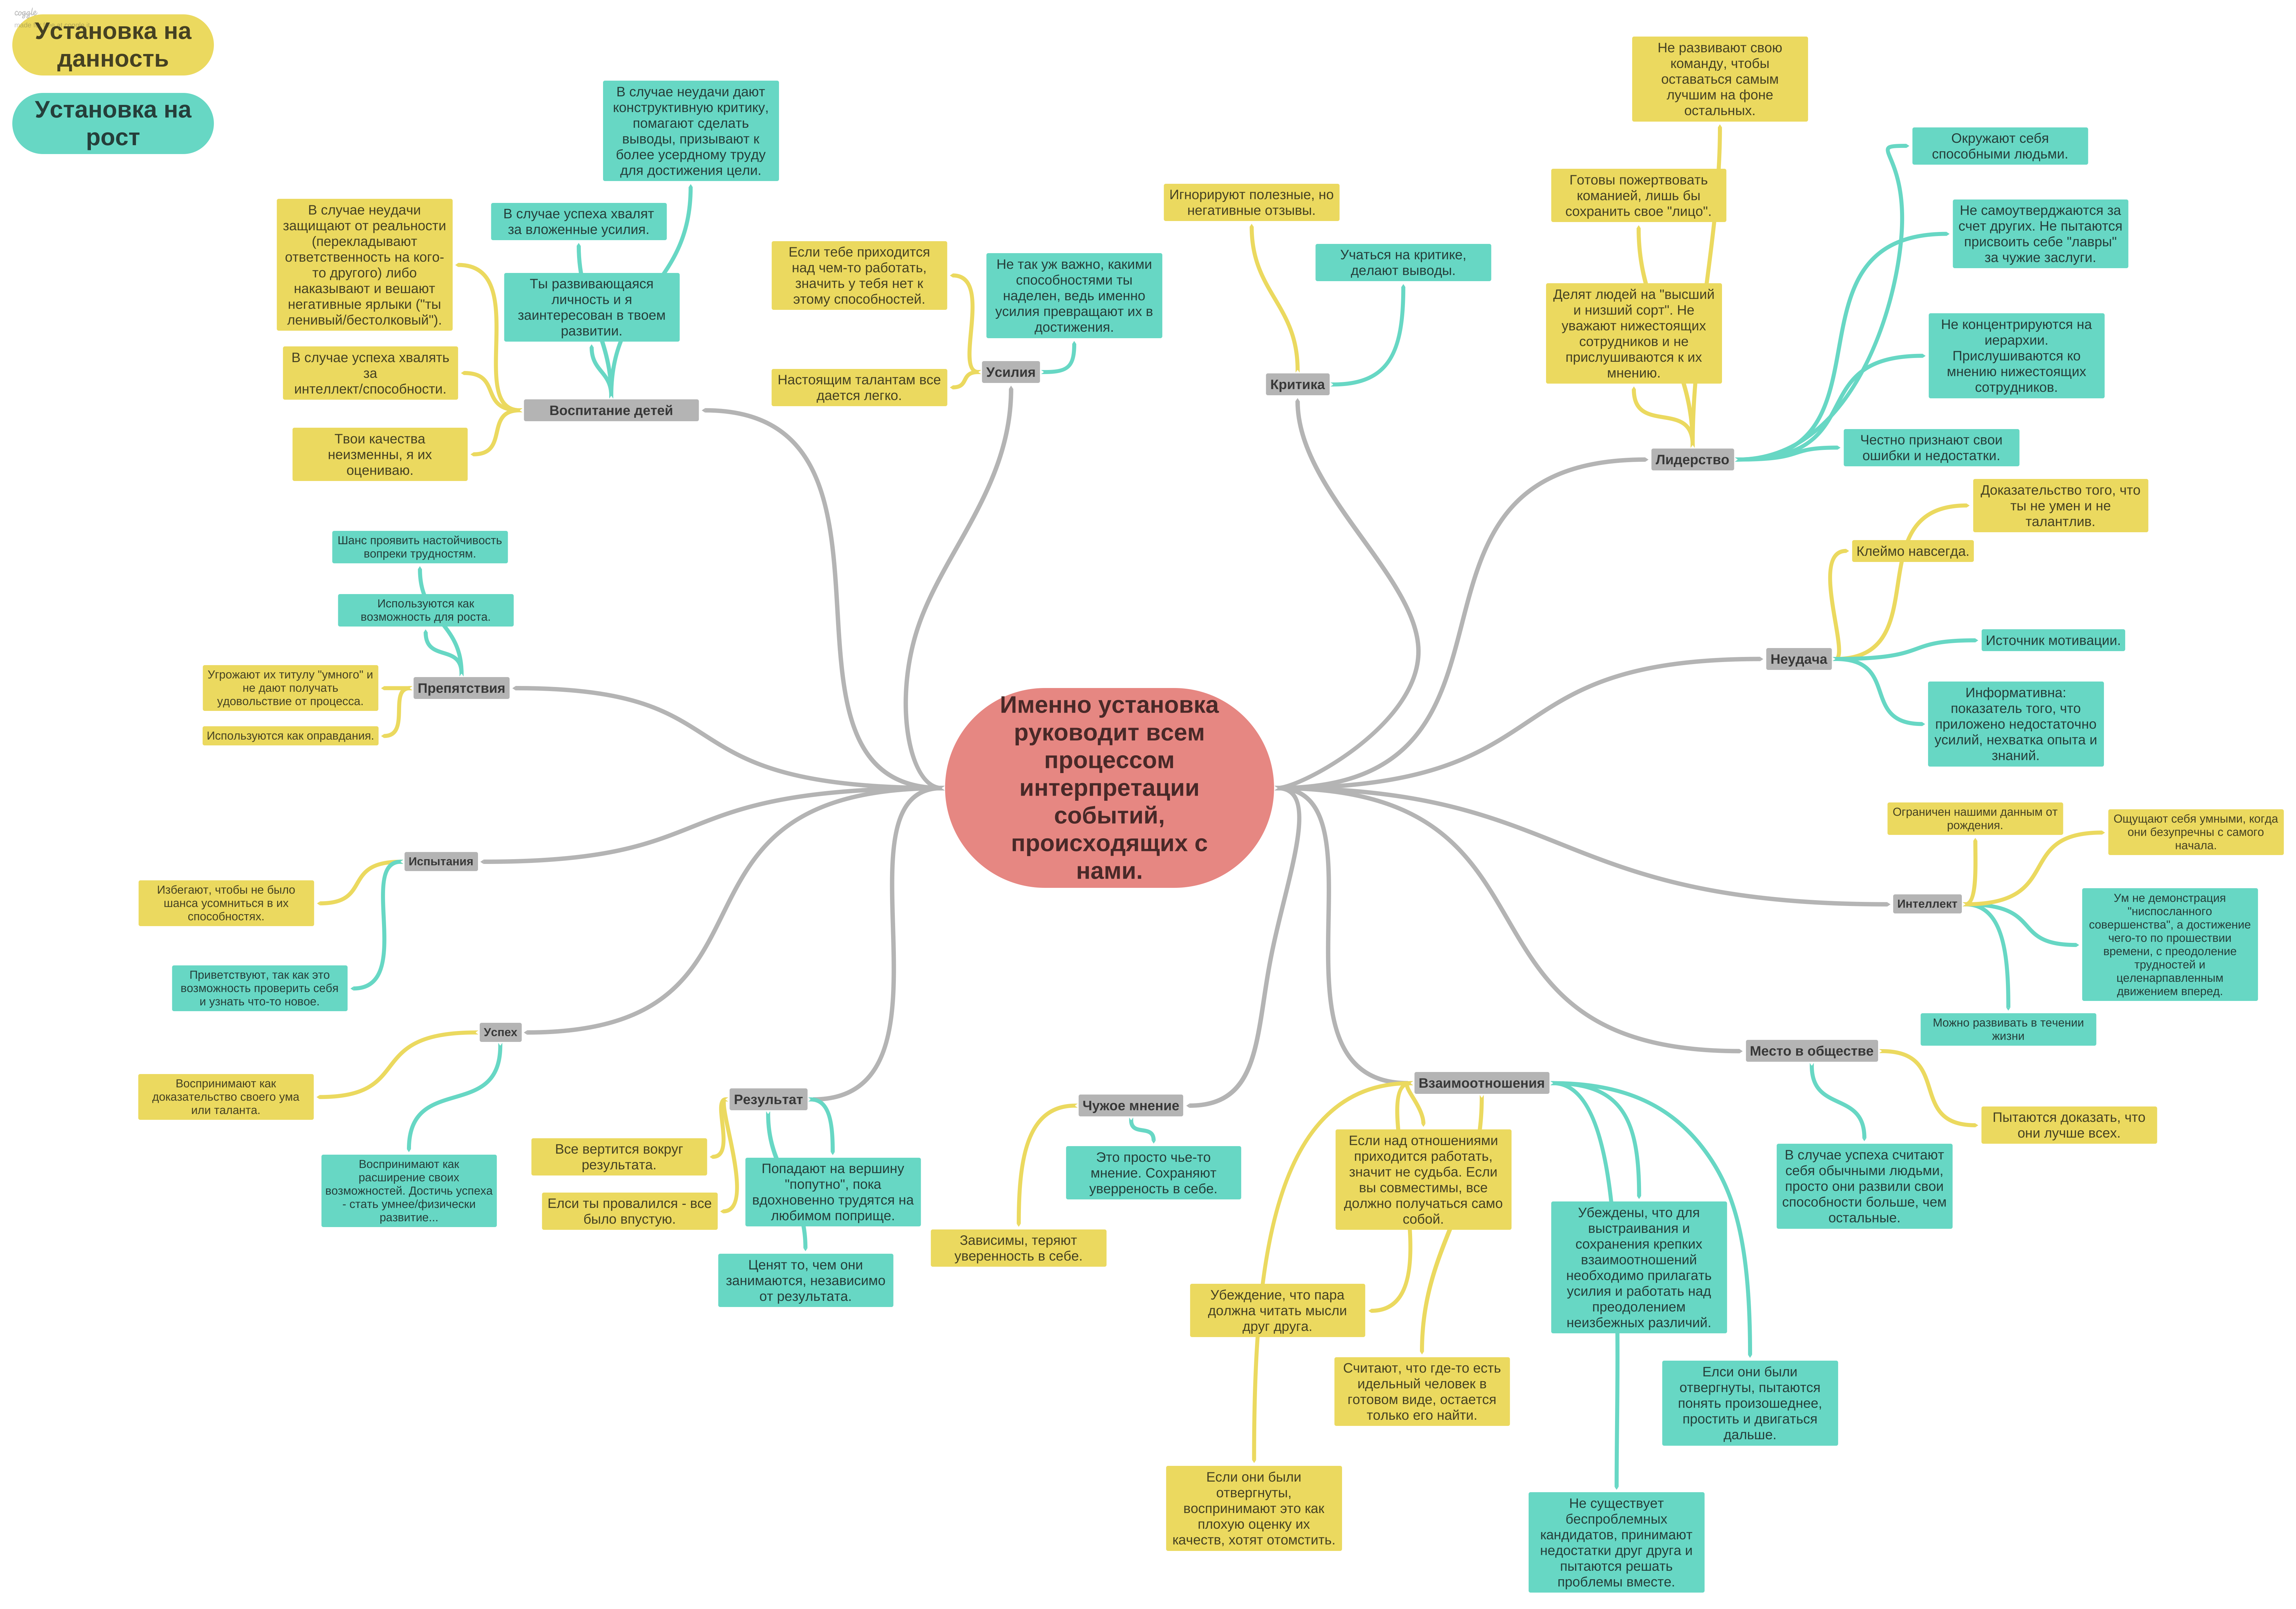 coggle
Установка на
данность
Установка на
рост
В случае неудачи дают
конструктивную критику,
помагают сделать
выводы, призывают к
более усердному труду
для достижения цели.
В случае успеха хвалят
за вложенные усилия.
Ты развивающаяся
личность и я
заинтересован в твоем
развитии.
В случае неудачи
защищают от реальности
(перекладывают
ответственность на кого-
то другого) либо
наказывают и вешают
негативные ярлыки ("ты
ленивый/бестолковый").
В случае успеха хвалять
за
интеллект/способности.
Твои качества
неизменны, я их
оцениваю.
Воспитание детей
Если тебе приходится
над чем-то работать,
значить у тебя нет к
этому способностей.
Настоящим талантам все
дается легко.
Не так уж важно, какими
способностями ты
наделен, ведь именно
усилия превращают их в
достижения.
Усилия
Игнорируют полезные, но
негативные отзывы.
Учаться на критике,
делают выводы.
Критика
Не развивают свою
команду, чтобы
оставаться самым
лучшим на фоне
остальных.
Готовы пожертвовать
команией, лишь бы
сохранить свое "лицо".
Делят людей на "высший
и низший сорт". Не
уважают нижестоящих
сотрудников и не
прислушиваются к их
мнению.
Лидерство
Окружают себя
способными людьми.
Не самоутверджаются за
счет других. Не пытаются
присвоить себе "лавры"
за чужие заслуги.
Не концентрируются на
иерархии.
Прислушиваются ко
мнению нижестоящих
сотрудников.
Честно признают свои
ошибки и недостатки.
Доказательство того, что
ты не умен и не
талантлив.
Клеймо навсегда.
Неудача
Источник мотивации.
Информативна:
показатель того, что
приложено недостаточно
усилий, нехватка опыта и
знаний.
Шанс проявить настойчивость
вопреки трудностям.
Используются как
возможность для роста.
Угрожают их титулу "умного" и
не дают получать
удовольствие от процесса.
Используются как оправдания.
Препятствия
Именно установка
руководит всем
процессом
интерпретации
событий,
происходящих с
нами.
Ограничен нашими данным от
рождения.
Ощущают себя умными, когда
они безупречны с самого
начала.
Интеллект
Ум не демонстрация
"ниспосланного
совершенства", а достижение
чего-то по прошествии
времени, с преодоление
трудностей и
целенарпавленным
движением вперед.
Можно развивать в течении
жизни
Испытания
Избегают, чтобы не было
шанса усомниться в их
способностях.
Приветствуют, так как это
возможность проверить себя
и узнать что-то новое.
Успех
Воспринимают как
доказательство своего ума
или таланта.
Воспринимают как
расширение своих
возможностей. Достичь успеха
- стать умнее/физически
развитие...
Результат
Все вертится вокруг
результата.
Елси ты провалился - все
было впустую.
Попадают на вершину
"попутно", пока
вдохновенно трудятся на
любимом поприще.
Ценят то, чем они
занимаются, независимо
от результата.
Чужое мнение
Это просто чье-то
мнение. Сохраняют
уверреность в себе.
Зависимы, теряют
уверенность в себе.
Взаимоотношения
Если над отношениями
приходится работать,
значит не судьба. Если
вы совместимы, все
должно получаться само
собой.
Убеждение, что пара
должна читать мысли
друг друга.
Считают, что где-то есть
идельный человек в
готовом виде, остается
только его найти.
Если они были
отвергнуты,
воспринимают это как
плохую оценку их
качеств, хотят отомстить.
Убеждены, что для
выстраивания и
сохранения крепких
взаимоотношений
необходимо прилагать
усилия и работать над
преодолением
неизбежных различий.
Елси они были
отвергнуты, пытаются
понять произошеднее,
простить и двигаться
дальше.
Не существует
беспроблемных
кандидатов, принимают
недостатки друг друга и
пытаются решать
проблемы вместе.
Место в обществе
В случае успеха считают
себя обычными людьми,
просто они развили свои
способности больше, чем
остальные.
Пытаются доказать, что
они лучше всех.